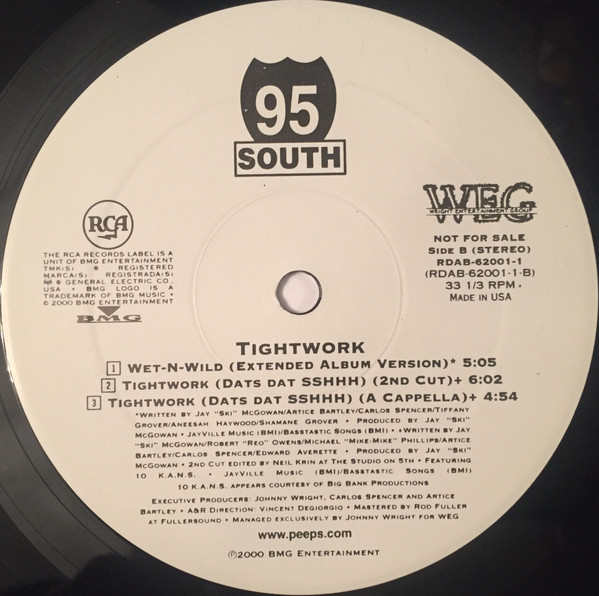 95
SOUTH
RCA
THE RCA RECORDS LABEL IS A
UNIT OF BMG ENTERTAINMENT
TMK(S) ® REGISTERED
MARCA(S) REGISTRADA(S)
® GENERAL ELECTRIC CO.,
USA • BMG LOGO IS A
TRADEMARK OF BMG MUSIC •
© 2000 BMG ENTERTAINMENT
BMG
WEG
WRIGHT ENTERTAINMENT GROUP
NOT FOR SALE
SIDE B (STEREO)
RDAB-62001-1
(RDAB-62001-1-B)
33 1/3 RPM •
MADE IN USA
TIGHTWORK
1 WET-N-WILD (EXTENDED ALBUM VERSION)* 5:05
2 TIGHTWORK (DATS DAT SSHHH) (2ND CUT)+ 6:02
3 TIGHTWORK (DATS DAT SSHHH) (A CAPPELLA)+ 4:54
*WRITTEN BY JAY "SKI" MCGOWAN/ARTICE BARTLEY/CARLOS SPENCER/TIFFANY
GROVER/ANEESAH HAYWOOD/SHAMANE GROVER • PRODUCED BY JAY "SKI"
MCGOWAN • JAYVILLE MUSIC (BMI)/BASSTASTIC SONGS (BMI) • +WRITTEN BY JAY
"SKI" MCGOWAN/ROBERT "REO" OWENS/MICHAEL "MIKE-MIKE" PHILLIPS/ARTICE
BARTLEY/CARLOS SPENCER/EDWARD AVERETTE • PRODUCED BY JAY "SKI"
MCGOWAN • 2ND CUT EDITED BY NEIL KRIN AT THE STUDIO ON 5TH • FEATURING
10 K.A.N.S. • JAYVILLE MUSIC (BMI)/BASSTASTIC SONGS (BMI)
10 K.A.N.S. APPEARS COURTESY OF BIG BANK PRODUCTIONS
EXECUTIVE PRODUCERS: JOHNNY WRIGHT, CARLOS SPENCER AND ARTICE
BARTLEY • A&R DIRECTION: VINCENT DEGIORGIO • MASTERED BY ROD FULLER
AT FULLERSOUND • MANAGED EXCLUSIVELY BY JOHNNY WRIGHT FOR WEG
www.peeps.com
℗2000 BMG ENTERTAINMENT